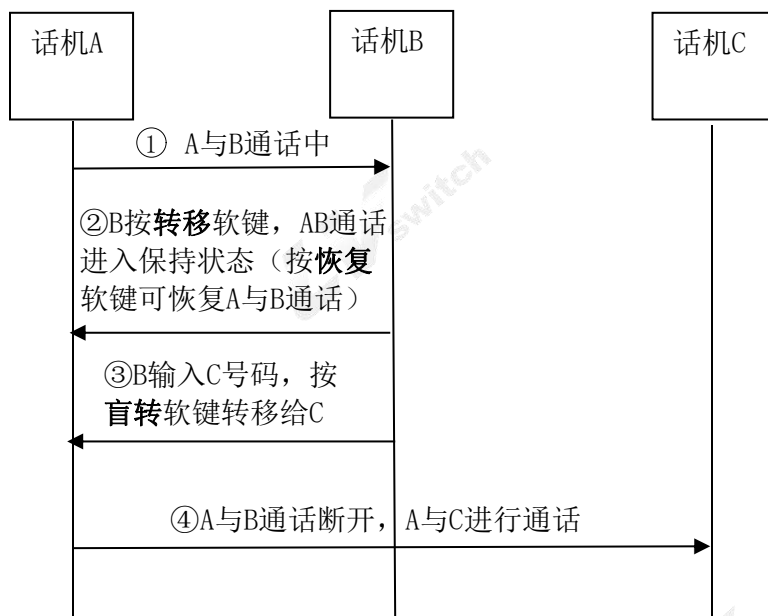 话机A
话机B
话机C
① A与B通话中
②B按转移软键，AB通话
进入保持状态（按恢复
软键可恢复A与B通话）
③B输入C号码，按
盲转软键转移给C
④A与B通话断开，A与C进行通话
switch